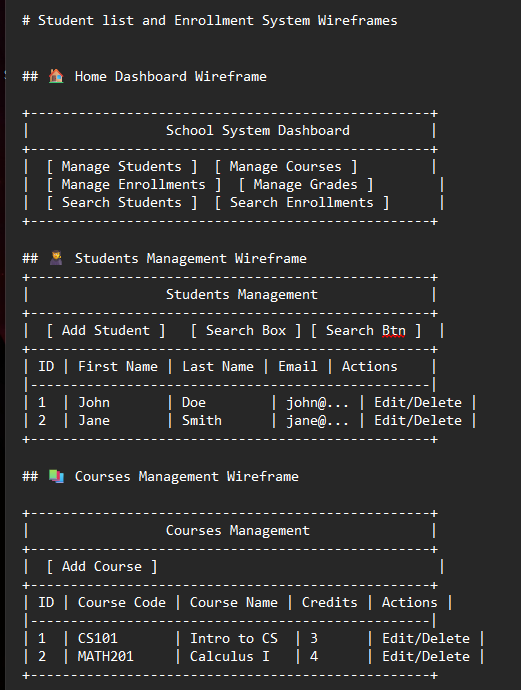 # Student list and Enrollment System Wireframes
## 🏠 Home Dashboard Wireframe
+--------------------------------------------------+
|                 School System Dashboard          |
+--------------------------------------------------+
|  [ Manage Students ]  [ Manage Courses ]         |
|  [ Manage Enrollments ]  [ Manage Grades ]        |
|  [ Search Students ]  [ Search Enrollments ]      |
+--------------------------------------------------+
## 👩‍🎓 Students Management Wireframe
+--------------------------------------------------+
|                 Students Management              |
+--------------------------------------------------+
|  [ Add Student ]   [ Search Box ] [ Search Btn ]  |
+--------------------------------------------------+
| ID | First Name | Last Name | Email | Actions    |
|--------------------------------------------------|
| 1  | John       | Doe        | john@... | Edit/Delete |
| 2  | Jane       | Smith      | jane@... | Edit/Delete |
+--------------------------------------------------+
## 📚 Courses Management Wireframe
+--------------------------------------------------+
|                 Courses Management               |
+--------------------------------------------------+
|  [ Add Course ]                                   |
+--------------------------------------------------+
| ID | Course Code | Course Name | Credits | Actions |
|--------------------------------------------------|
| 1  | CS101       | Intro to CS  | 3      | Edit/Delete |
| 2  | MATH201     | Calculus I   | 4      | Edit/Delete |
+--------------------------------------------------+